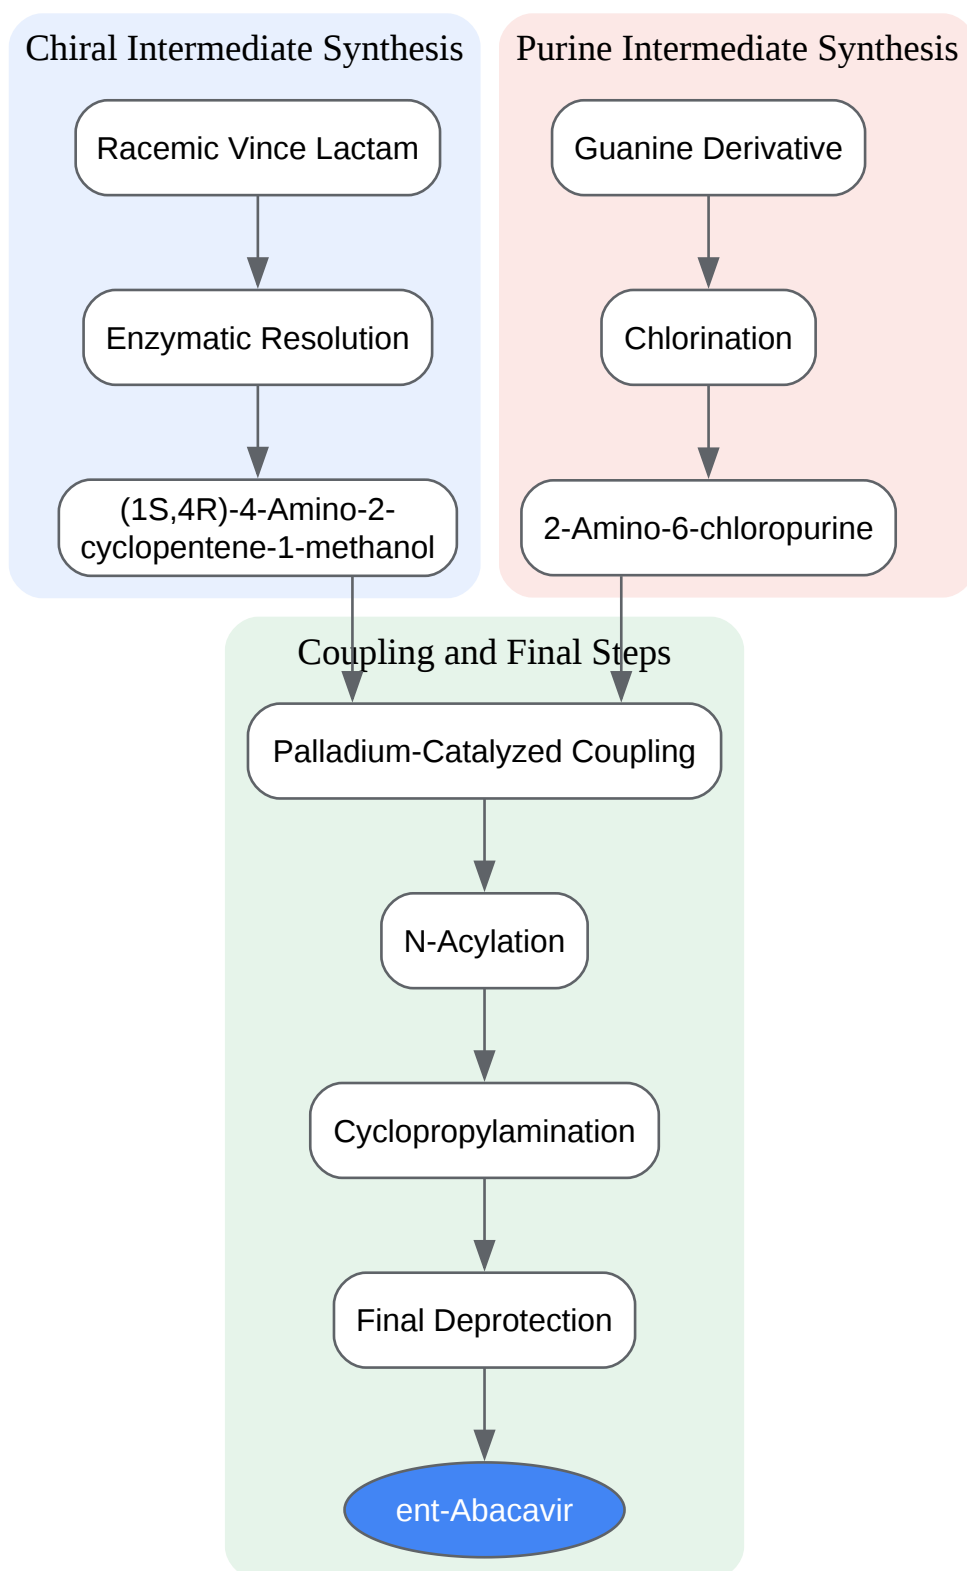 Chiral Intermediate Synthesis
Racemic Vince Lactam
Enzymatic Resolution
(1S,4R)-4-Amino-2-
cyclopentene-1-methanol
Purine Intermediate Synthesis
Guanine Derivative
Chlorination
2-Amino-6-chloropurine
Coupling and Final Steps
Palladium-Catalyzed Coupling
N-Acylation
Cyclopropylamination
Final Deprotection
ent-Abacavir